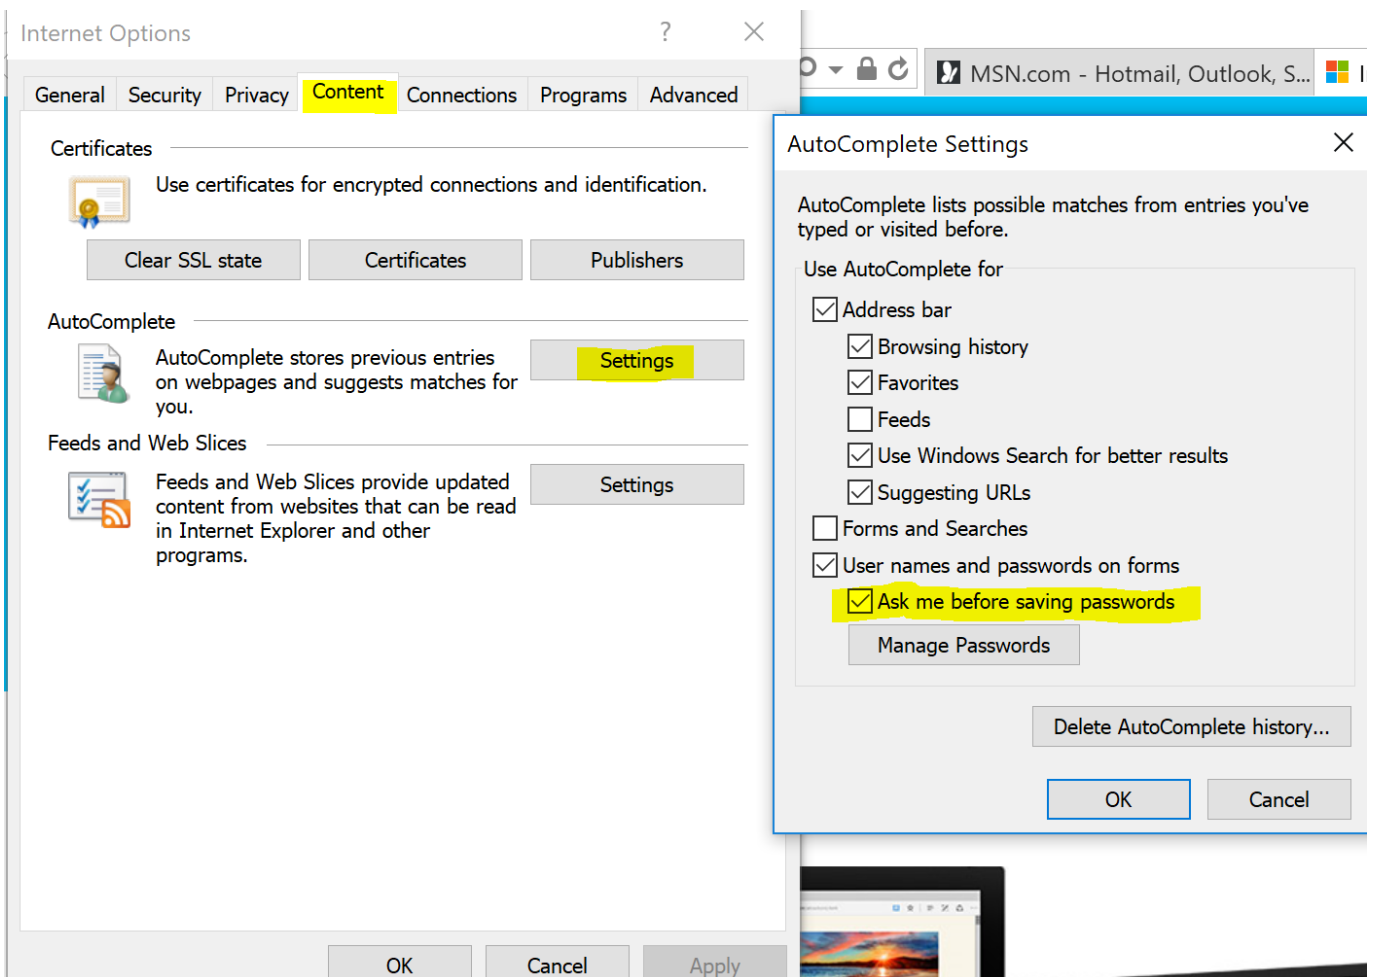 Internet Options
?
General Security Privacy Content Connections Programs Advanced
Certificates
Use certificates for encrypted connections and identification.
Clear SSL state Certificates Publishers
AutoComplete
AutoComplete stores previous entries
on webpages and suggests matches for
you.
Settings
Feeds and Web Slices
Feeds and Web Slices provide updated
content from websites that can be read
in Internet Explorer and other
programs.
Settings
OK Cancel Apply
MSN.com - Hotmail, Outlook, S...
AutoComplete Settings
AutoComplete lists possible matches from entries you've
typed or visited before.
Use AutoComplete for
Address bar
Browsing history
Favorites
Feeds
Use Windows Search for better results
Suggesting URLs
Forms and Searches
User names and passwords on forms
Ask me before saving passwords
Manage Passwords
Delete AutoComplete history...
OK Cancel